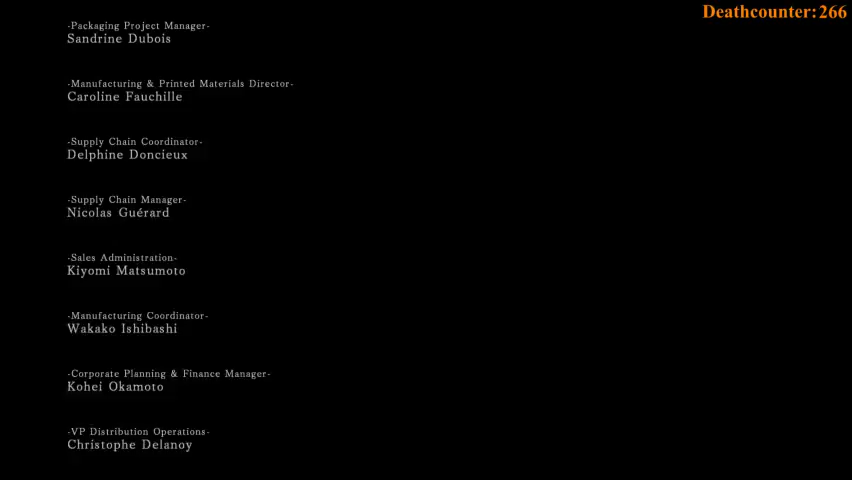 Deathcounter: 266
-Packaging Project Manager-
Sandrine Dubois
-Manufacturing & Printed Materials Director-
Caroline Fauchille
-Supply Chain Coordinator-
Delphine Doncieux
-Supply Chain Manager-
Nicolas Guérard
-Sales Administration-
Kiyomi Matsumoto
-Manufacturing Coordinator-
Wakako Ishibashi
-Corporate Planning & Finance Manager-
Kohei Okamoto
-VP Distribution Operations-
Christophe Delanoy